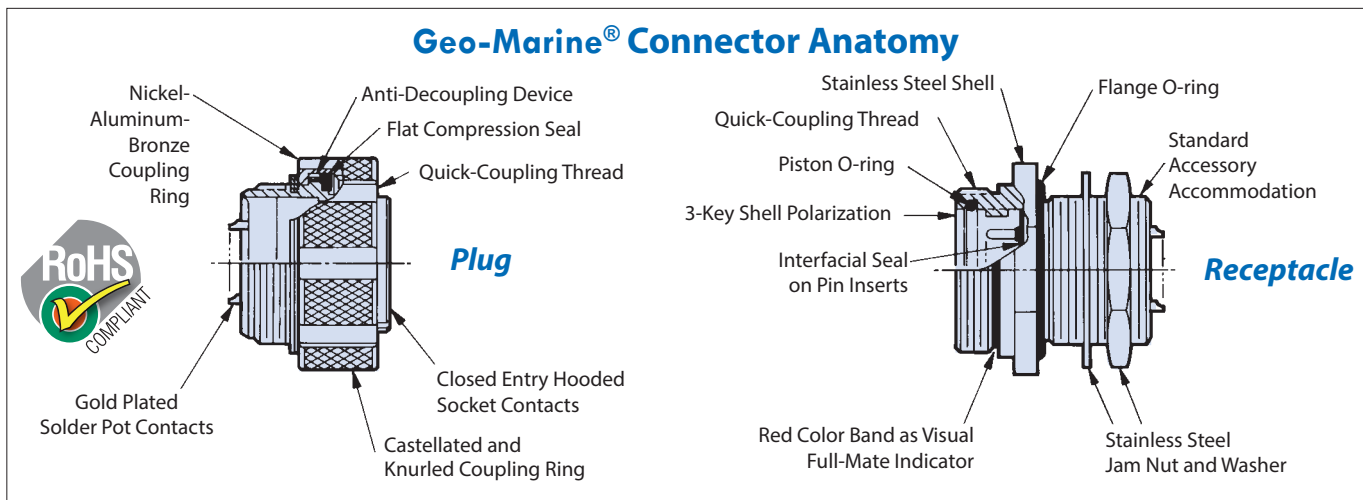 Geo-Marine® Connector Anatomy
Nickel-
Aluminum-
Bronze
Coupling
Ring
Anti-Decoupling Device
Flat Compression Seal
Quick-Coupling Thread
Plug
RoHS
COMPLIANT
Gold Plated
Solder Pot Contacts
Closed Entry Hooded
Socket Contacts
Castellated and
Knurled Coupling Ring
Stainless Steel Shell
Quick-Coupling Thread
Piston O-ring
3-Key Shell Polarization
Interfacial Seal
on Pin Inserts
Flange O-ring
Standard
Accessory
Accommodation
Receptacle
Red Color Band as Visual
Full-Mate Indicator
Stainless Steel
Jam Nut and Washer